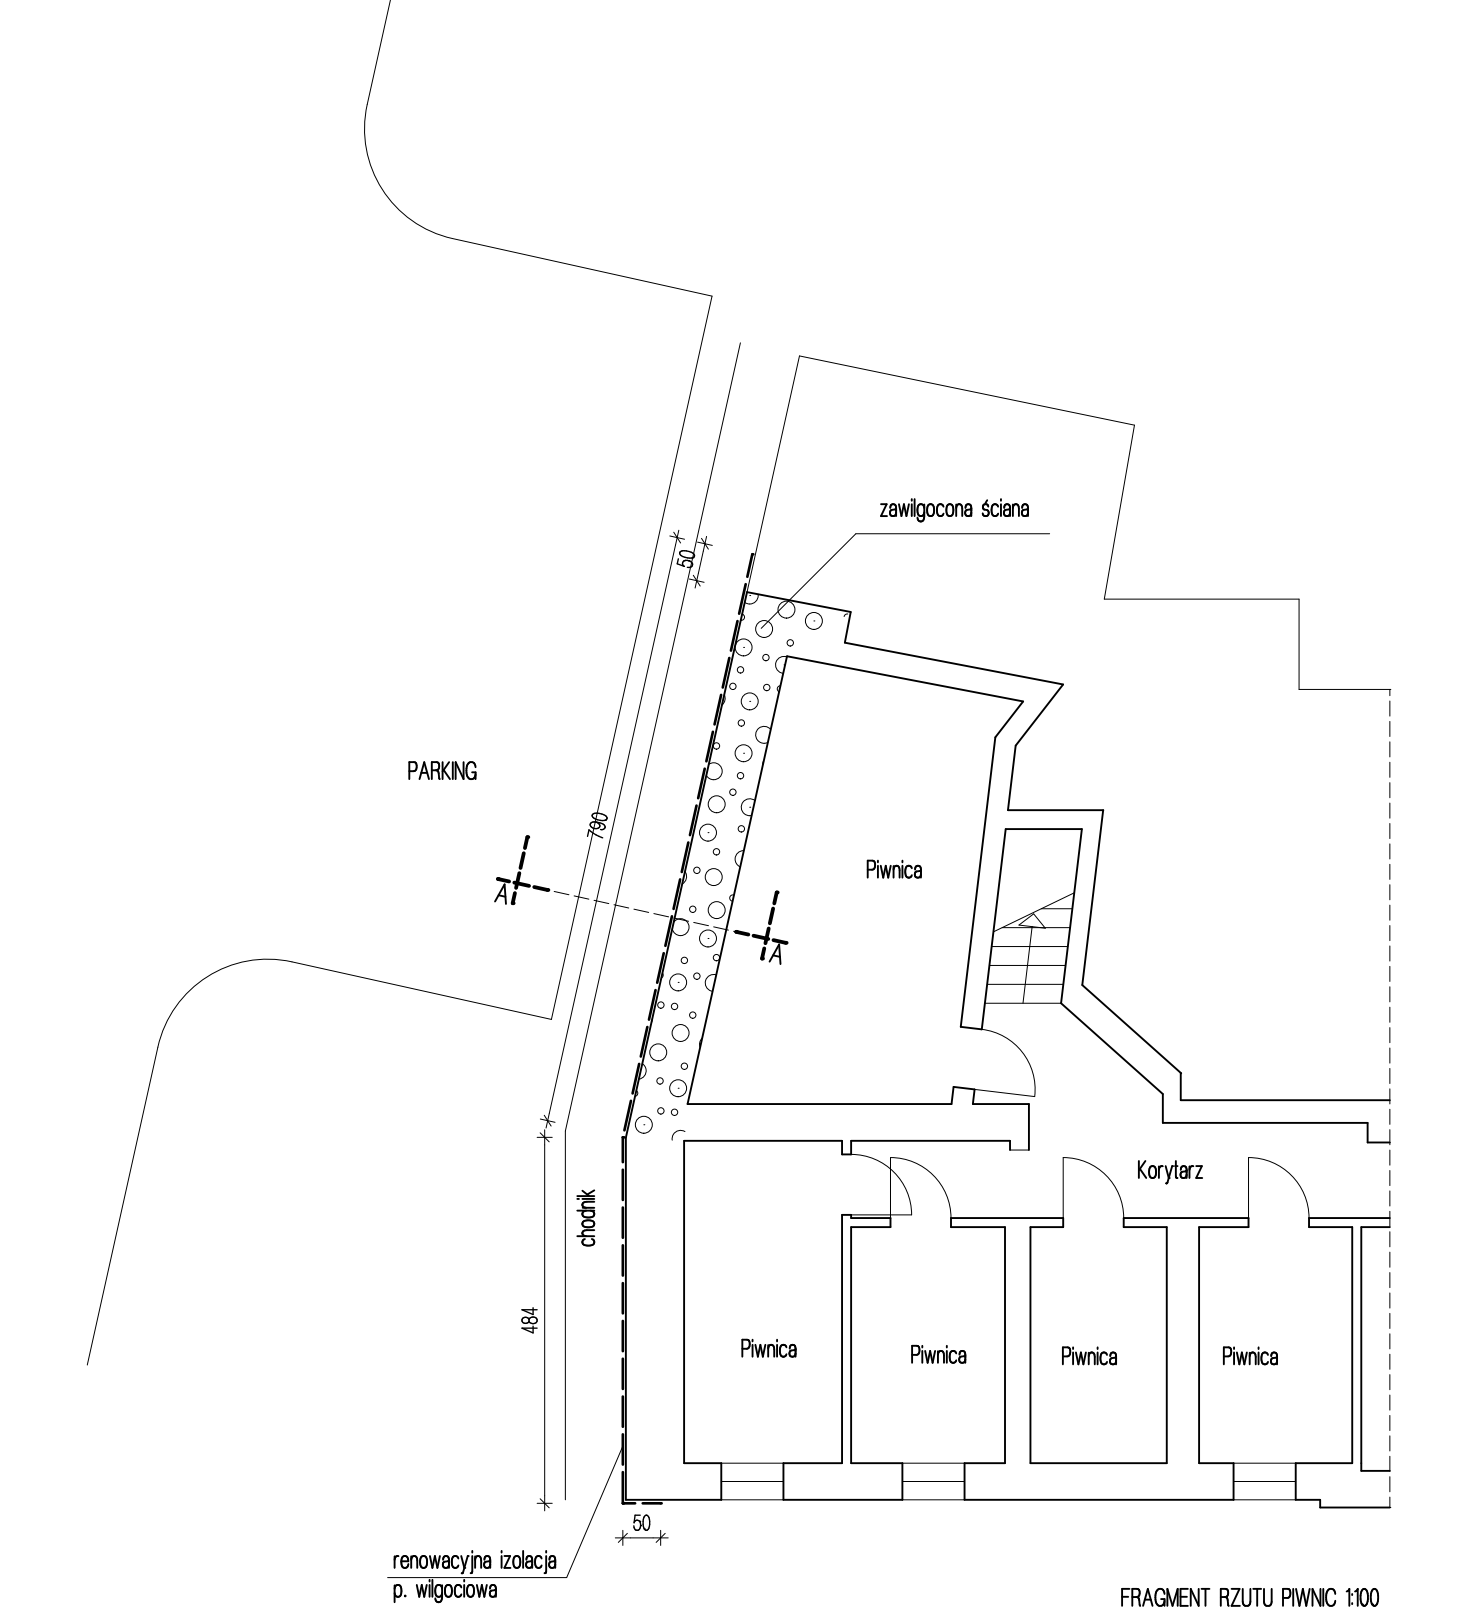 zawilgocona ściana
50
PARKING
790
A
A
Piwnica
Korytarz
chodnik
484
Piwnica
Piwnica
Piwnica
Piwnica
50
renowacyjna izolacja
p. wilgociowa
FRAGMENT RZUTU PIWNIC 1:100